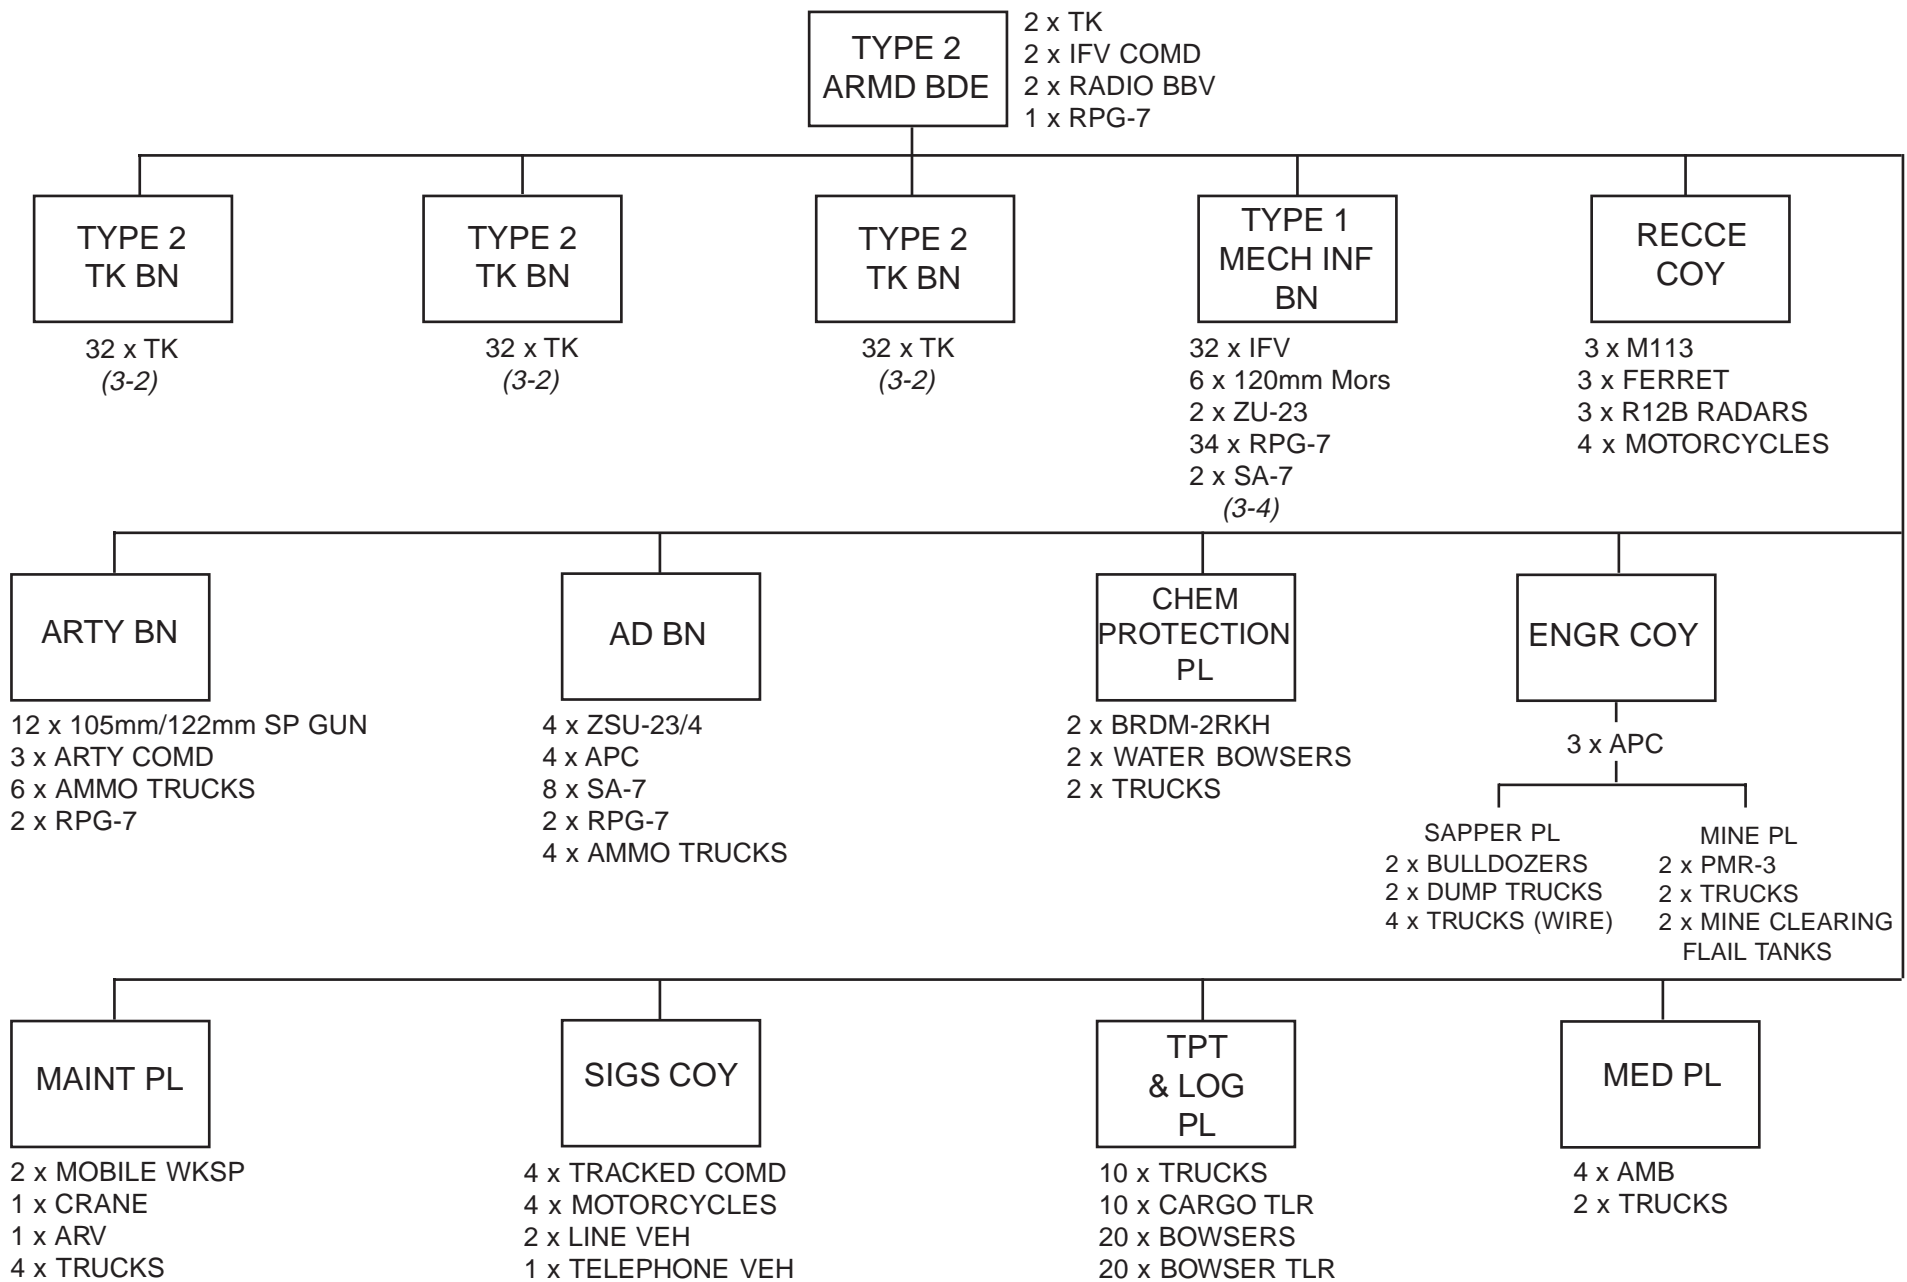 TYPE 2
ARMD BDE
2 x TK
2 x IFV COMD
2 x RADIO BBV
1 x RPG-7
TYPE 2
TK BN
32 x TK
(3-2)
TYPE 2
TK BN
32 x TK
(3-2)
TYPE 2
TK BN
32 x TK
(3-2)
TYPE 1
MECH INF
BN
32 x IFV
6 x 120mm Mors
2 x ZU-23
34 x RPG-7
2 x SA-7
(3-4)
RECCE
COY
3 x M113
3 x FERRET
3 x R12B RADARS
4 x MOTORCYCLES
ARTY BN
12 x 105mm/122mm SP GUN
3 x ARTY COMD
6 x AMMO TRUCKS
2 x RPG-7
AD BN
4 x ZSU-23/4
4 x APC
8 x SA-7
2 x RPG-7
4 x AMMO TRUCKS
CHEM
PROTECTION
PL
2 x BRDM-2RKH
2 x WATER BOWSERS
2 x TRUCKS
ENGR COY
3 x APC
SAPPER PL
2 x BULLDOZERS
2 x DUMP TRUCKS
4 x TRUCKS (WIRE)
MINE PL
2 x PMR-3
2 x TRUCKS
2 x MINE CLEARING
FLAIL TANKS
MAINT PL
2 x MOBILE WKSP
1 x CRANE
1 x ARV
4 x TRUCKS
SIGS COY
4 x TRACKED COMD
4 x MOTORCYCLES
2 x LINE VEH
1 x TELEPHONE VEH
TPT
& LOG
PL
10 x TRUCKS
10 x CARGO TLR
20 x BOWSERS
20 x BOWSER TLR
MED PL
4 x AMB
2 x TRUCKS